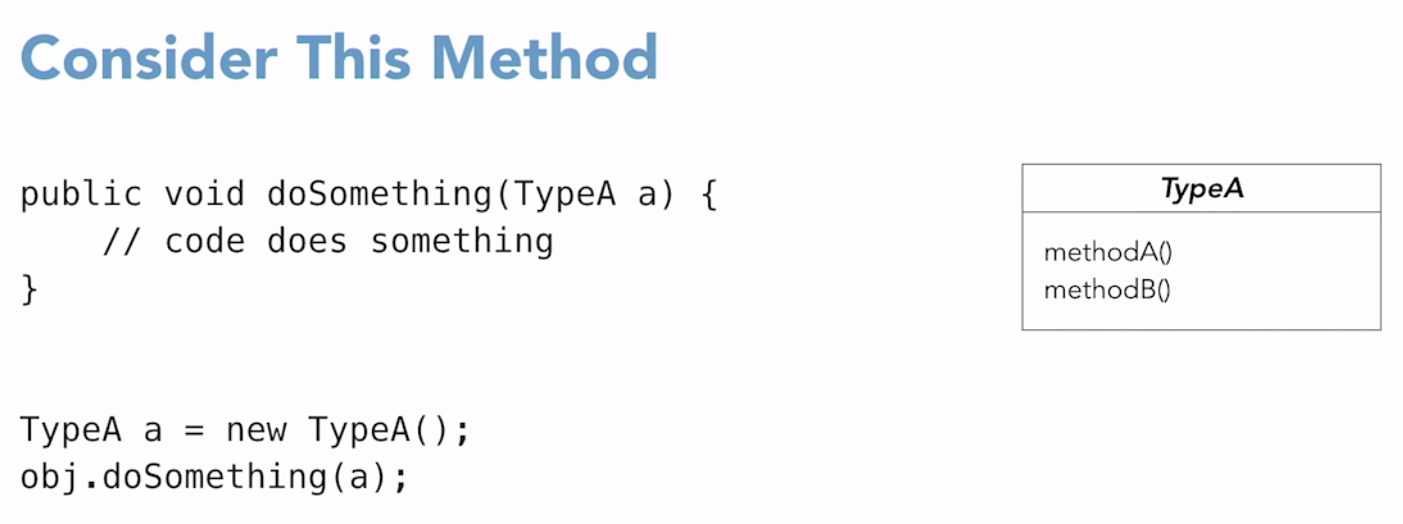 Consider This Method
public void doSomething(TypeA a) {
    // code does something
}
TypeA a = new TypeA();
obj.doSomething(a);
TypeA
methodA()
methodB()